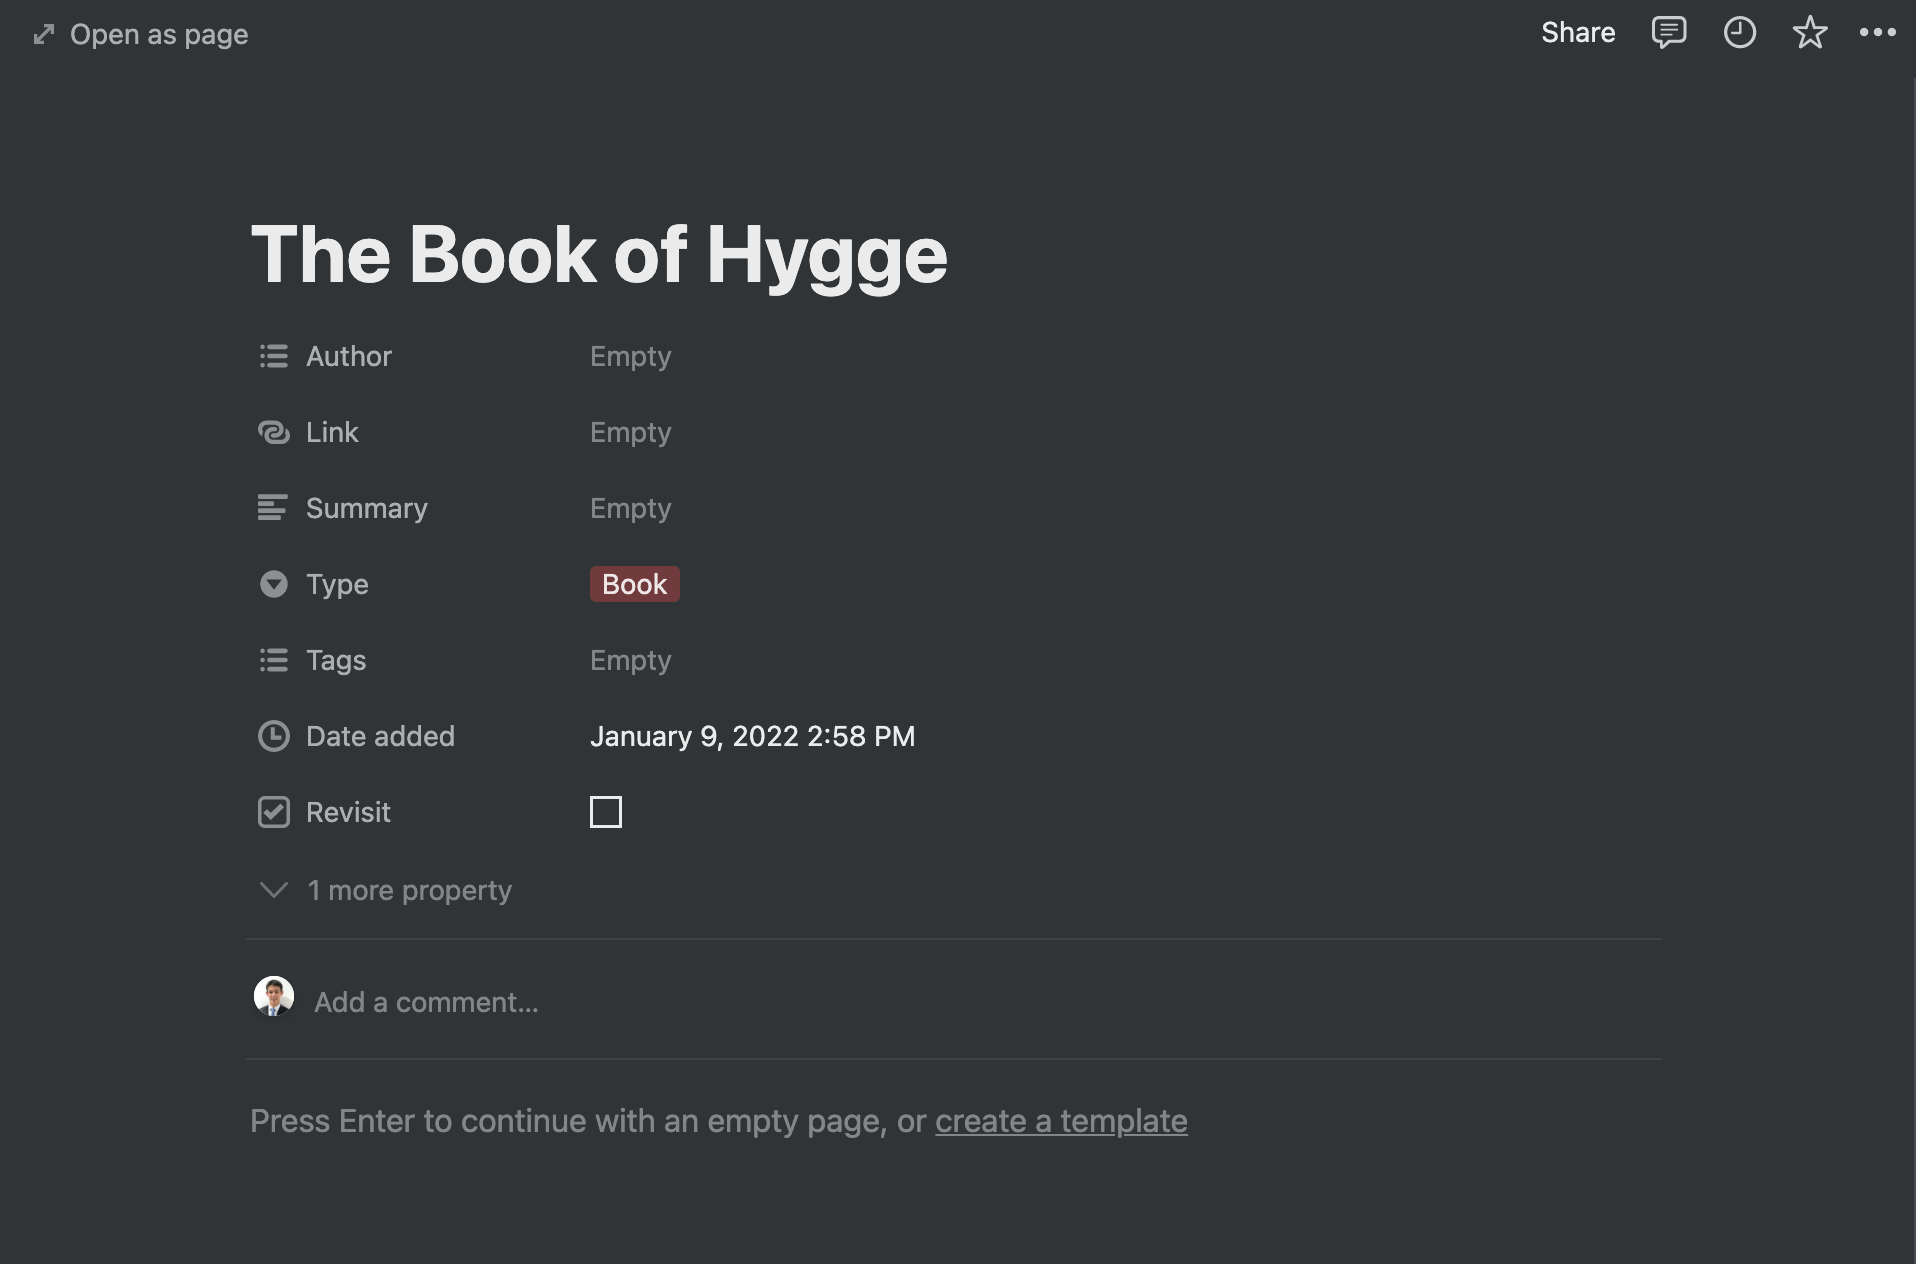 Open as page
Share
The Book of Hygge
Author Empty
Link Empty
Summary Empty
Type Book
Tags Empty
Date added January 9, 2022 2:58 PM
Revisit
1 more property
Add a comment...
Press Enter to continue with an empty page, or create a template